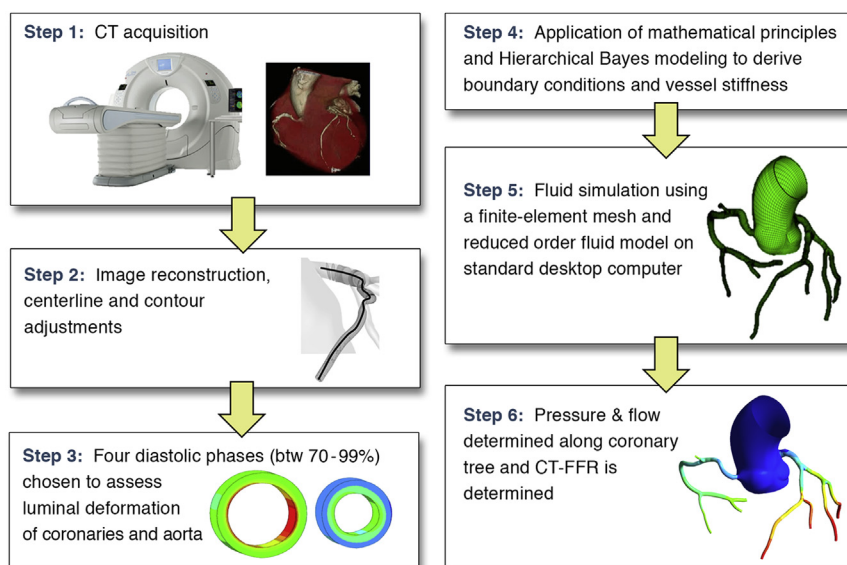 Step 1: CT acquisition
Step 2: Image reconstruction,
centerline and contour
adjustments
Step 3: Four diastolic phases (btw 70-99%)
chosen to assess
luminal deformation
of coronaries and aorta
Step 4: Application of mathematical principles
and Hierarchical Bayes modeling to derive
boundary conditions and vessel stiffness
Step 5: Fluid simulation using
a finite-element mesh and
reduced order fluid model on
standard desktop computer
Step 6: Pressure & flow
determined along coronary
tree and CT-FFR is
determined